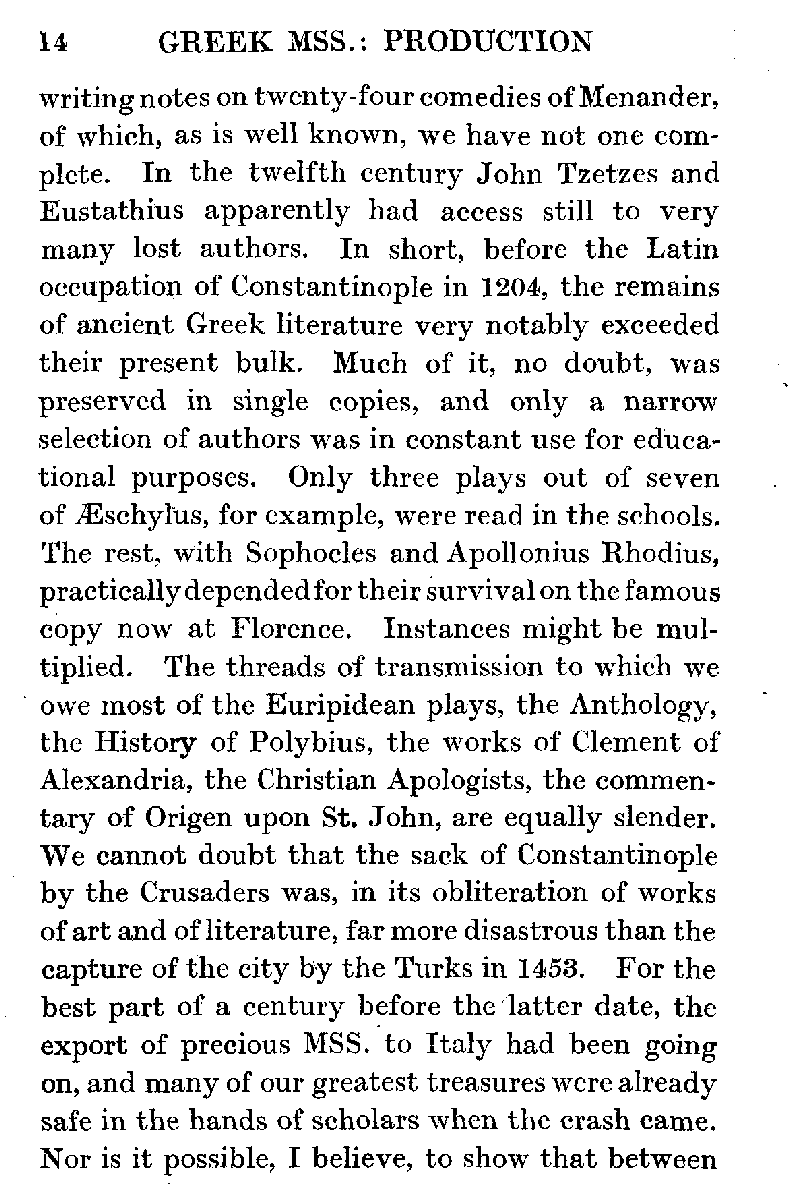 14 GREEK MSS.: PRODUCTION
writing notes on twenty-four comedies of Menander,
of which, as is well known, we have not one com-
plete. In the twelfth century John Tzetzes and
Eustathius apparently had access still to very
many lost authors. In short, before the Latin
occupation of Constantinople in 1204, the remains
of ancient Greek literature very notably exceeded
their present bulk. Much of it, no doubt, was
preserved in single copies, and only a narrow
selection of authors was in constant use for educa-
tional purposes. Only three plays out of seven
of Æschylus, for example, were read in the schools.
The rest, with Sophocles and Apollonius Rhodius,
practically depended for their survival on the famous
copy now at Florence. Instances might be mul-
tiplied. The threads of transmission to which we
owe most of the Euripidean plays, the Anthology,
the History of Polybius, the works of Clement of
Alexandria, the Christian Apologists, the commen-
tary of Origen upon St. John, are equally slender.
We cannot doubt that the sack of Constantinople
by the Crusaders was, in its obliteration of works
of art and of literature, far more disastrous than the
capture of the city by the Turks in 1453. For the
best part of a century before the latter date, the
export of precious MSS. to Italy had been going
on, and many of our greatest treasures were already
safe in the hands of scholars when the crash came.
Nor is it possible, I believe, to show that between